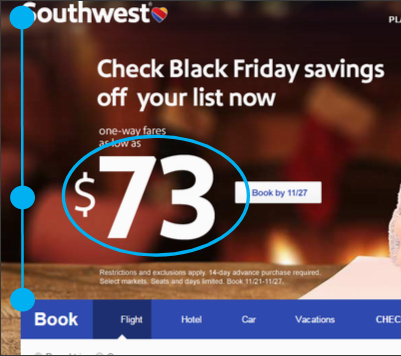 Southwest
Check Black Friday savings
off your list now
one-way fares
as low as
$73
Book by 11/27
Restrictions and exclusions apply. 14-day advance purchase required.
Select markets. Seats and days limited. Book 11/21-11/27.
Book
Flight
Hotel
Car
Vacations